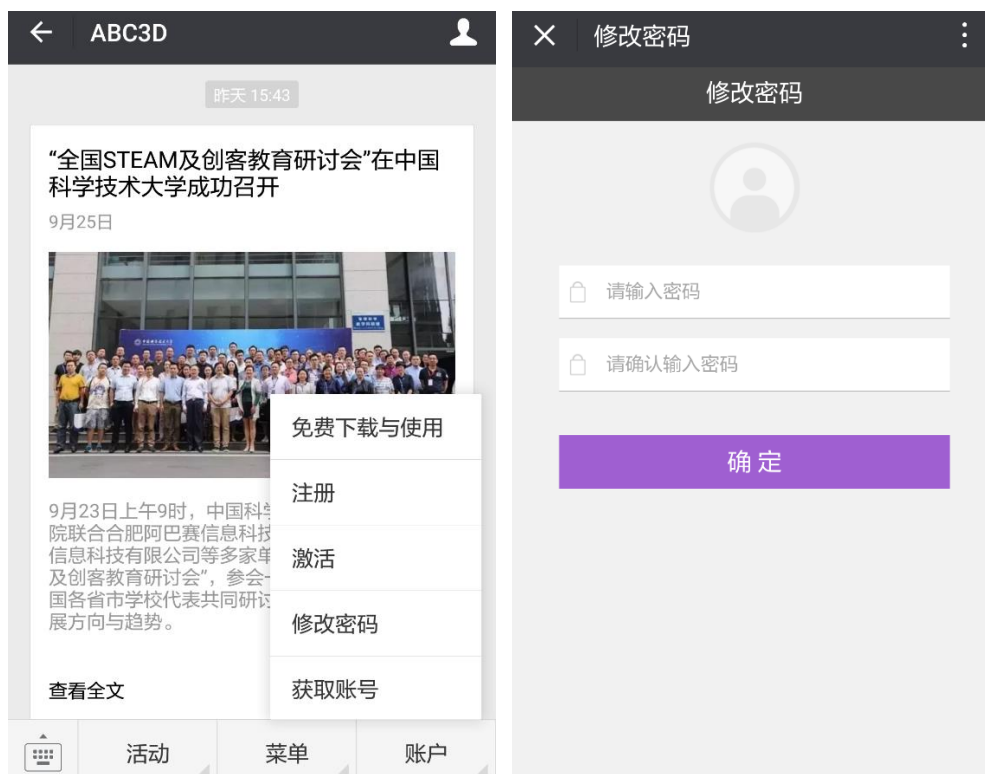 ABC3D
昨天 15:43
“全国STEAM及创客教育研讨会”在中国
科学技术大学成功召开
9月25日
9月23日上午9时，中国科学
院联合合肥阿巴赛信息科技
信息科技有限公司等多家单
及创客教育研讨会”，参会
国各省市学校代表共同研讨
展方向与趋势。
查看全文
免费下载与使用
注册
激活
修改密码
获取账号
活动
菜单
账户
修改密码
修改密码
请输入密码
请确认输入密码
确 定